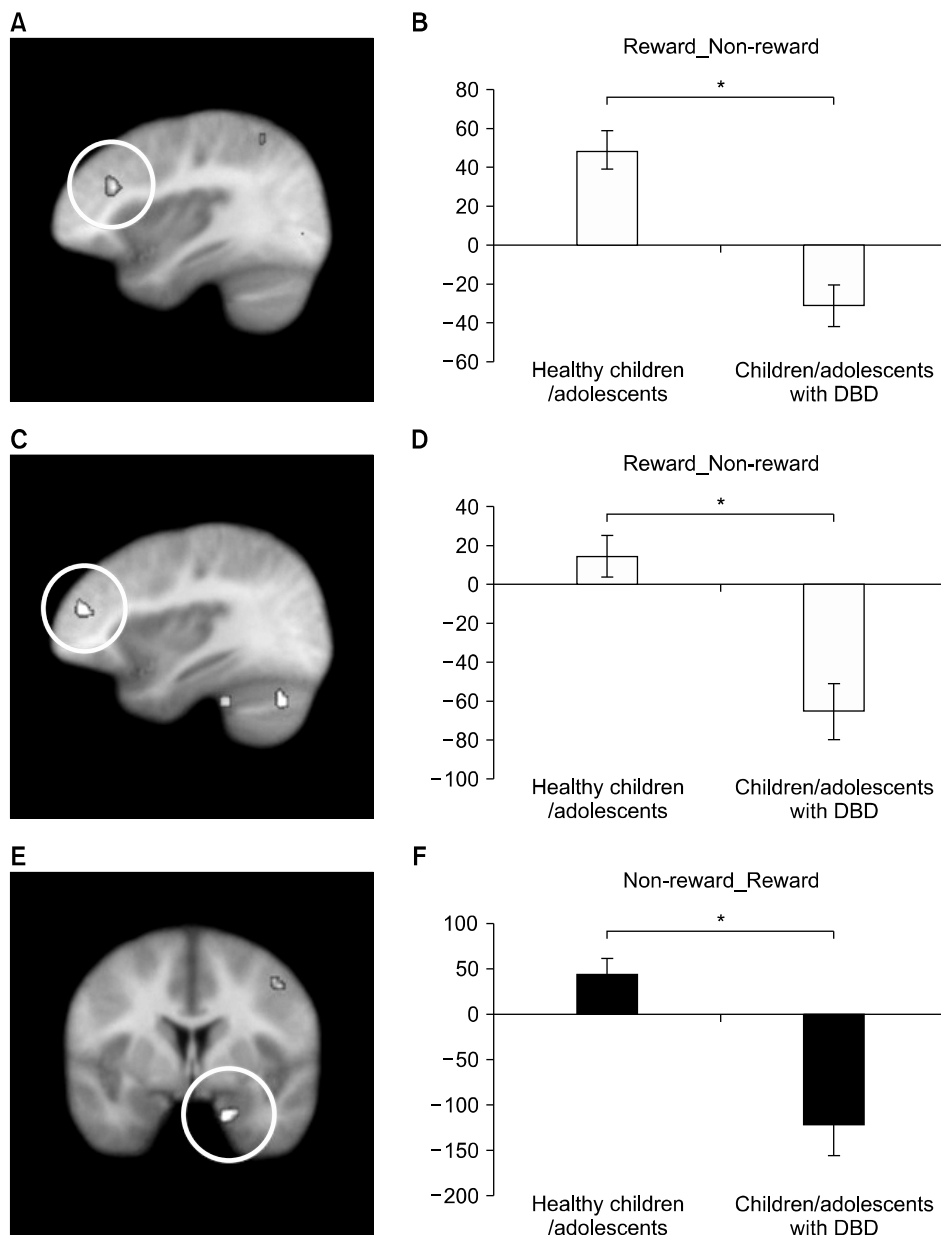 A
B
Reward_Non-reward
*
80
60
40
20
0
−20
−40
−60
Healthy children
/adolescents
Children/adolescents
with DBD
C
D
Reward_Non-reward
*
40
20
0
−20
−40
−60
−80
−100
Healthy children
/adolescents
Children/adolescents
with DBD
E
F
Non-reward_Reward
*
100
50
0
−50
−100
−150
−200
Healthy children
/adolescents
Children/adolescents
with DBD